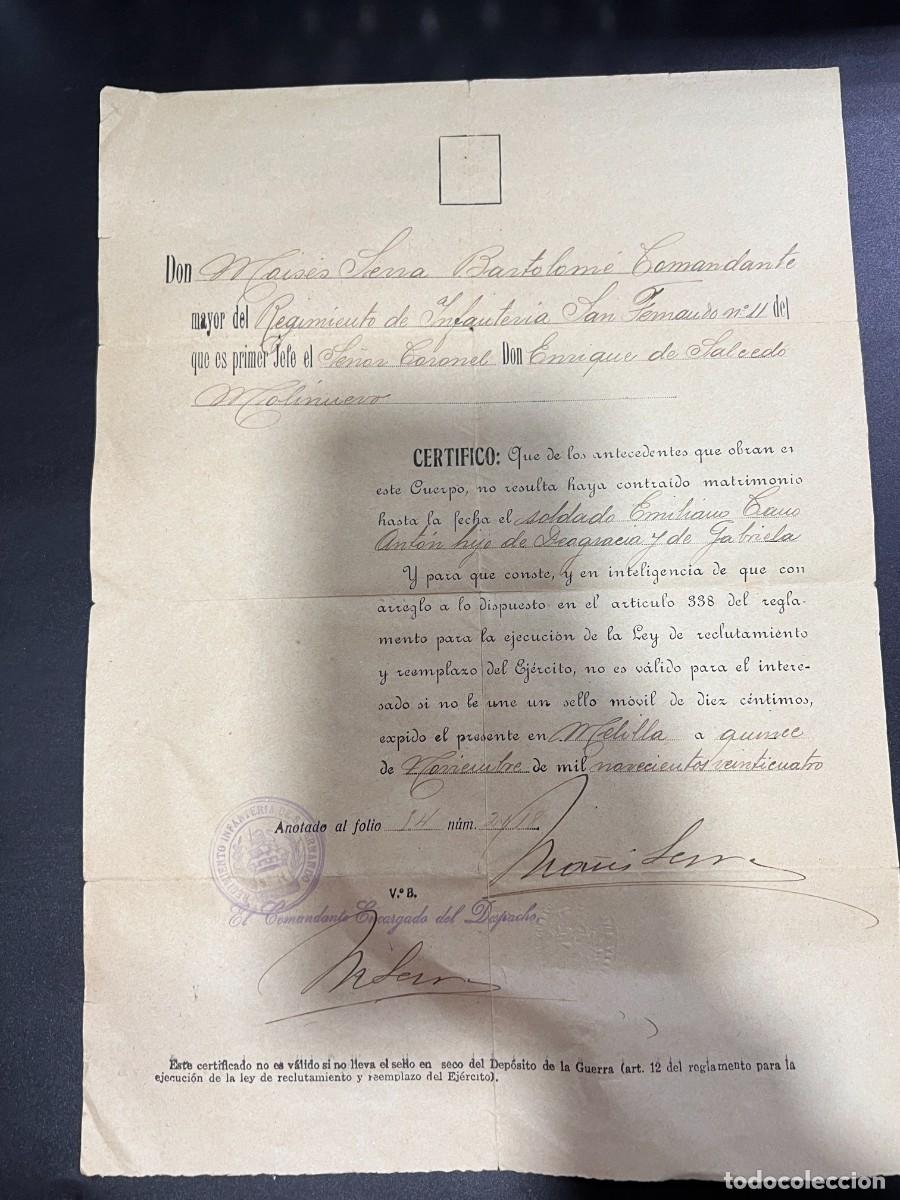 Don Moisés Serra Bartolomé Comandante
mayor del Regimiento de Infanteria San Fernando nº 11 del
que es primer Jefe el Señor Coronel Don Enrique de Salcedo
Molinuevo
CERTIFICO: Que de los antecedentes que obran en
este Cuerpo, no resulta haya contraido matrimonio
hasta la fecha el soldado Emiliano Cano
Antón hijo de Deogracia y de Gabriela
Y para que conste, y en inteligencia de que con
arreglo a lo dispuesto en el articulo 338 del regla-
mento para la ejecución de la Ley de reclutamiento
y reemplazo del Ejército, no es válido para el intere-
sado si no le une un sello móvil de diez céntimos,
expido el presente en Melilla a quince
de Noviembre de mil novecientos veinticuatro
Anotado al folio núm.
Moisés Serra
REGIMIENTO INFANTERIA DE S. FERNANDO
V.º B.
El Comandante Encargado del Despacho,
M Serra
Este certificado no es válido si no lleva el sello en seco del Depósito de la Guerra (art. 12 del reglamento para la
ejecución de la ley de reclutamiento y reemplazo del Ejército).
todocoleccion